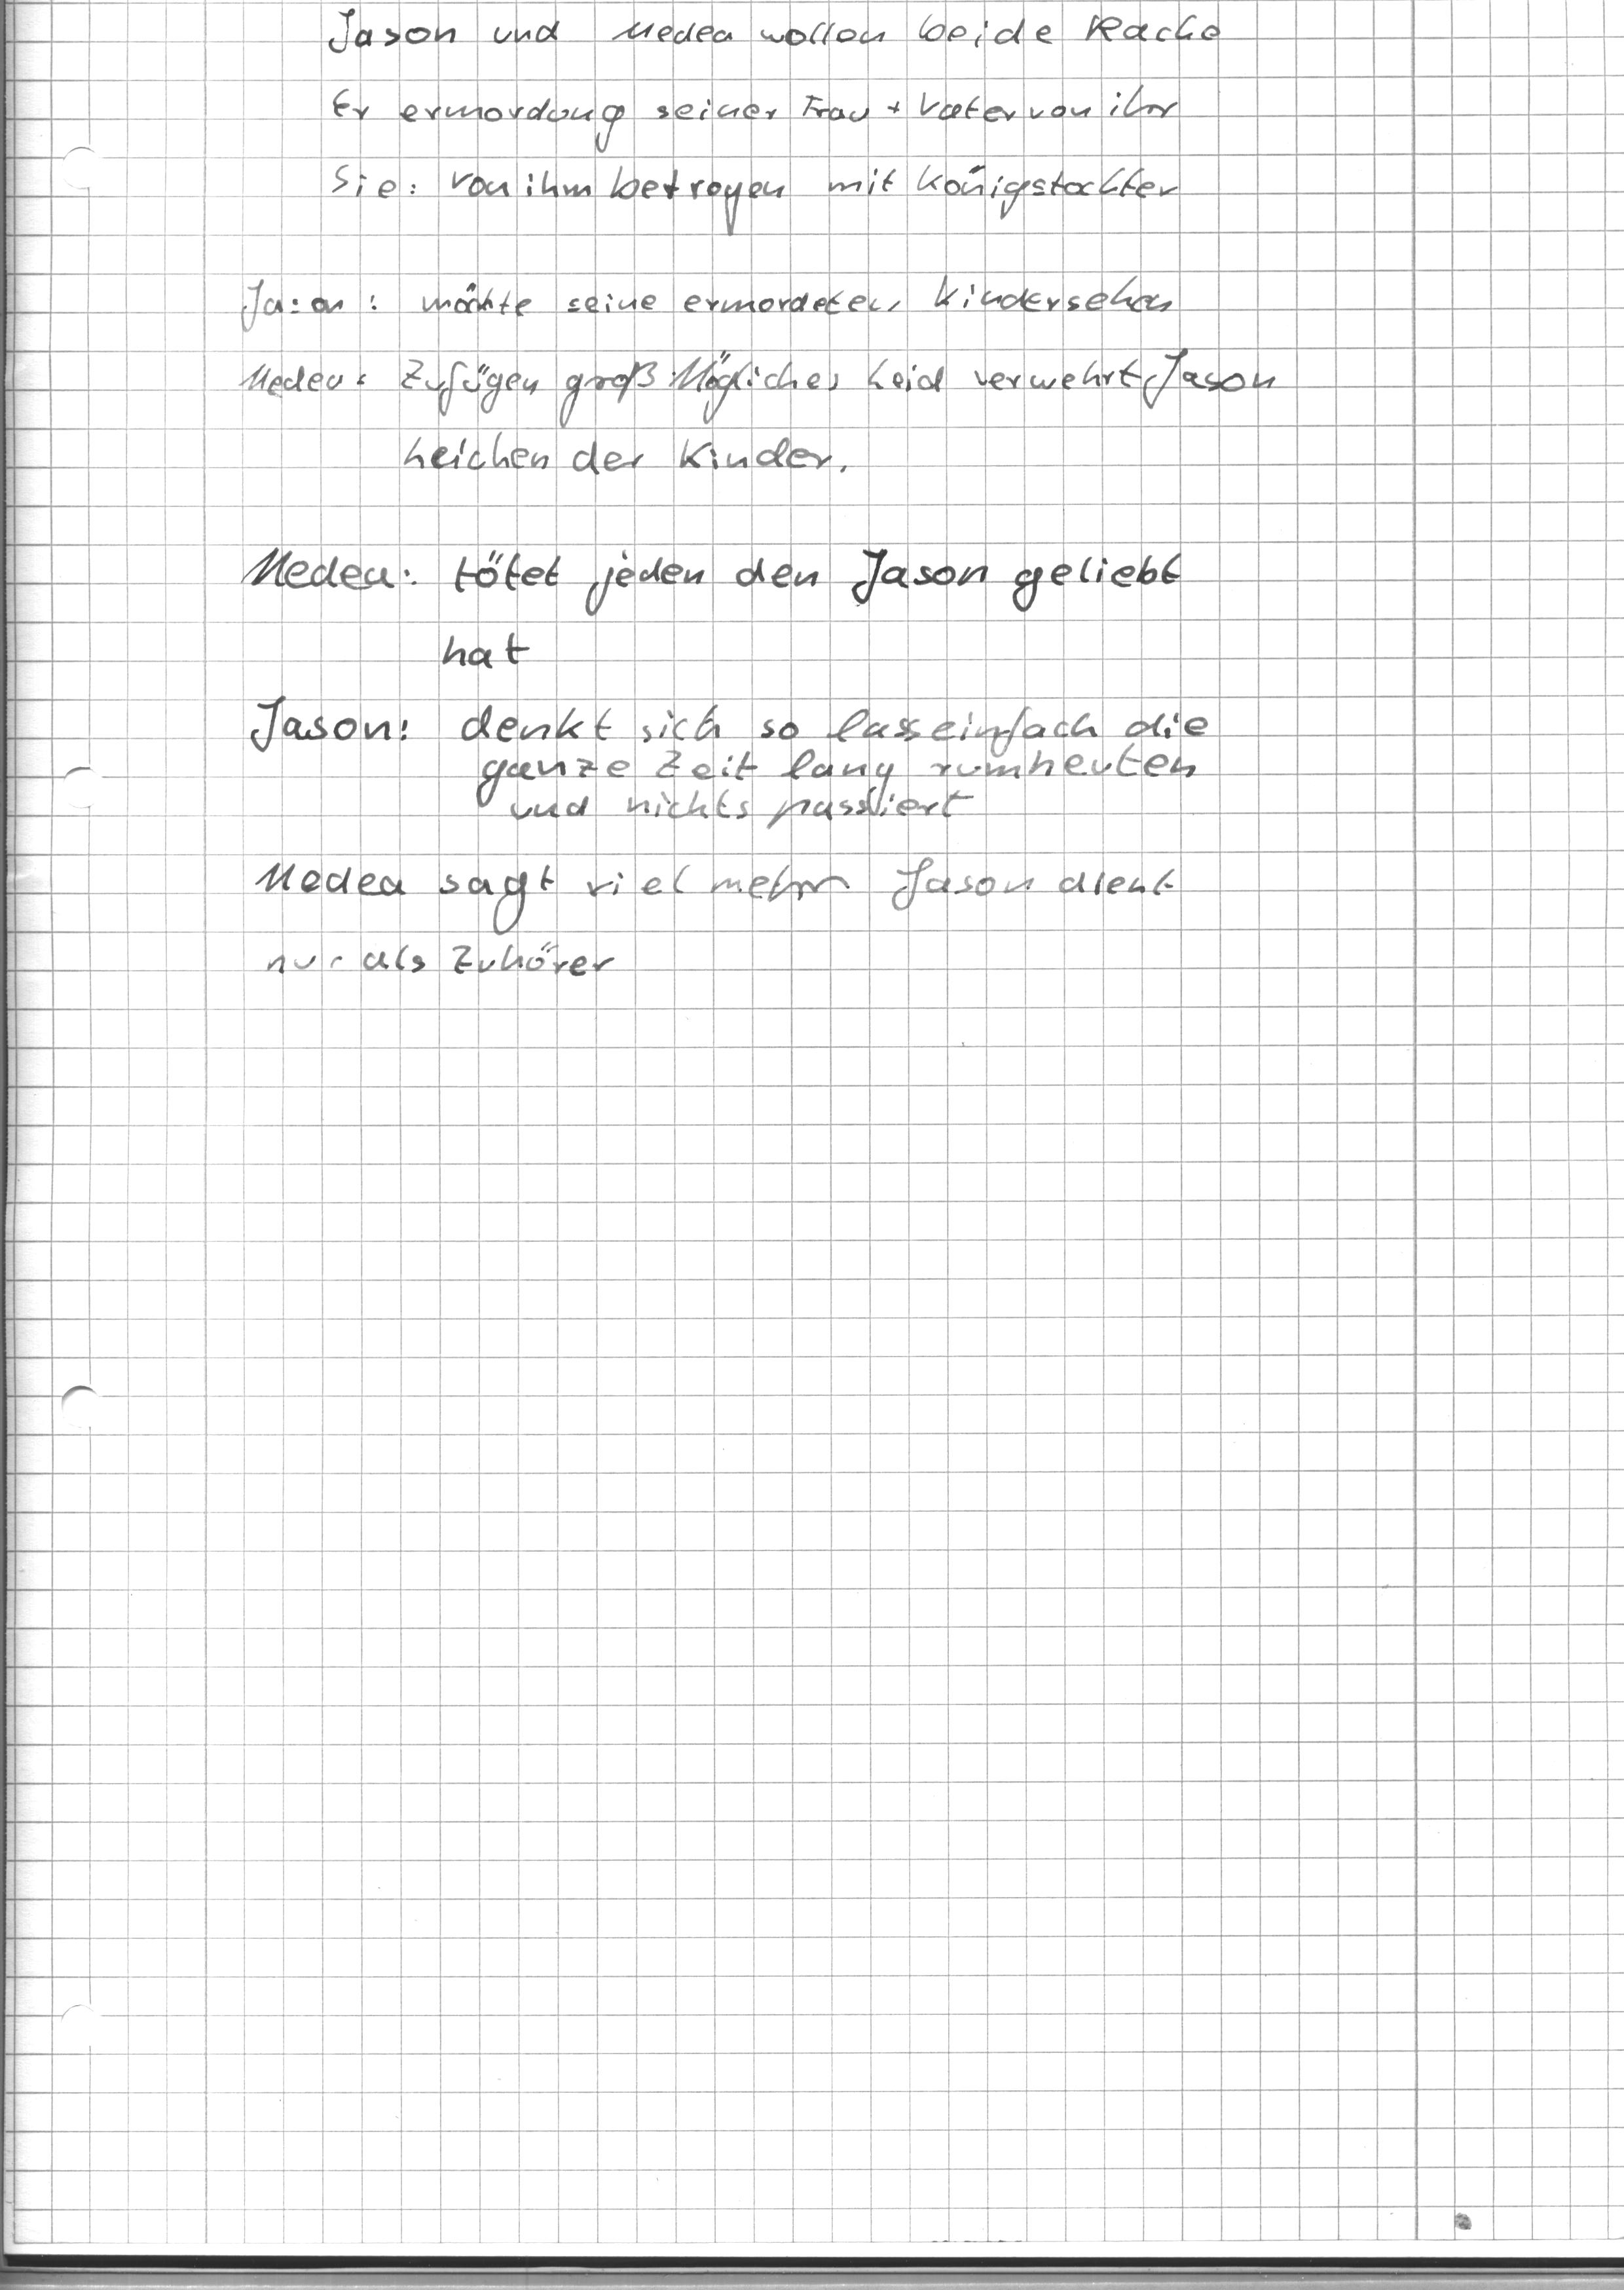 Jason und Medea wollen beide Rache
Er ermordung seiner Frau + Vater von ihr
Sie: von ihm betrogen mit Königstochter
Jason: möchte seine ermordeten Kinder sehen
Medea: Zufügen groß Mögliches Leid verwehrt Jason
Leichen der Kinder.
Medea: tötet jeden den Jason geliebt
hat
Jason: denkt sich so lass einfach die
ganze Zeit lang rumheulen
und nichts passiert
Medea sagt viel mehr Jason dient
nur als Zuhörer